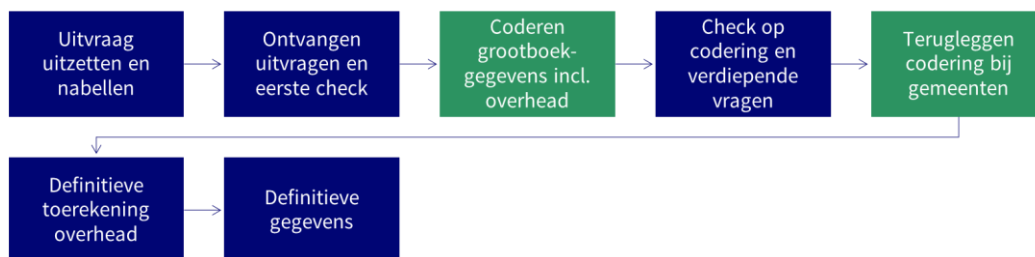 Uitvraag
uitzetten en
nabellen
Ontvangen
uitvragen en
eerste check
Coderen
grootboek-
gegevens incl.
overhead
Check op
codering en
verdiepende
vragen
Terugleggen
codering bij
gemeenten
Definitieve
toerekening
overhead
Definitieve
gegevens